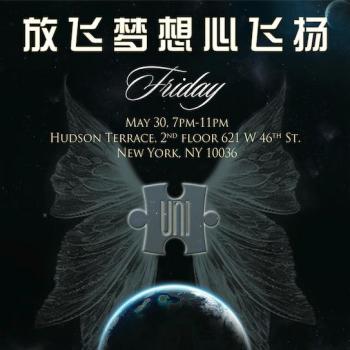 放飞梦想心飞扬
Friday
May 30, 7pm-11pm
Hudson Terrace, 2nd floor 621 W 46th St.
New York, NY 10036
UNI